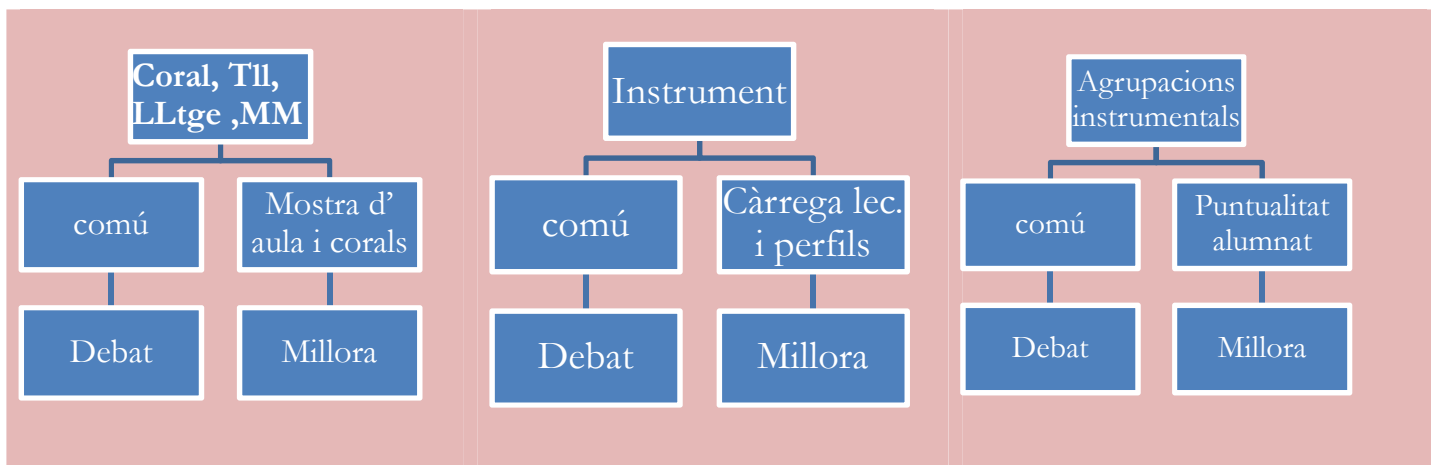 Coral, Tll,
LLtge ,MM
comú
Mostra d’
aula i corals
Debat
Millora
Instrument
comú
Càrrega lec.
i perfils
Debat
Millora
Agrupacions
instrumentals
comú
Puntualitat
alumnat
Debat
Millora